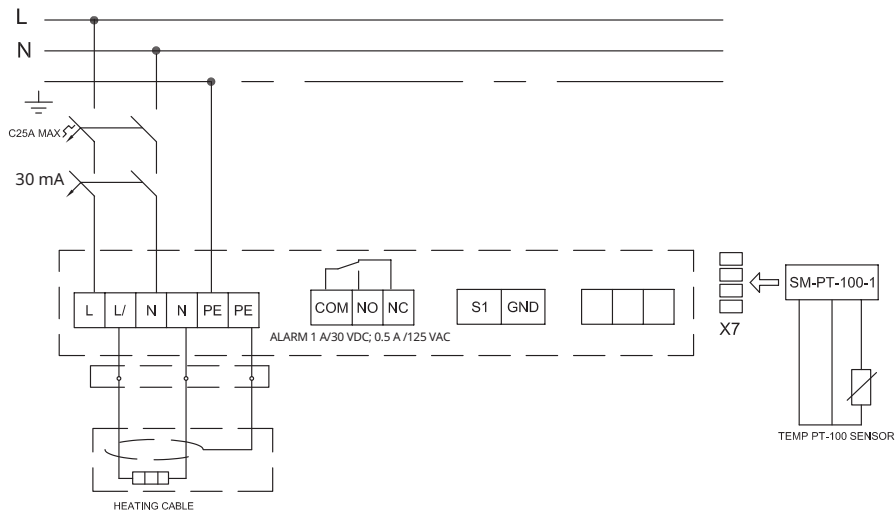 L
N
C25A MAX
30 mA
L L/ N N PE PE
COM NO NC
S1 GND
SM-PT-100-1
X7
ALARM 1 A/30 VDC; 0.5 A /125 VAC
TEMP PT-100 SENSOR
HEATING CABLE